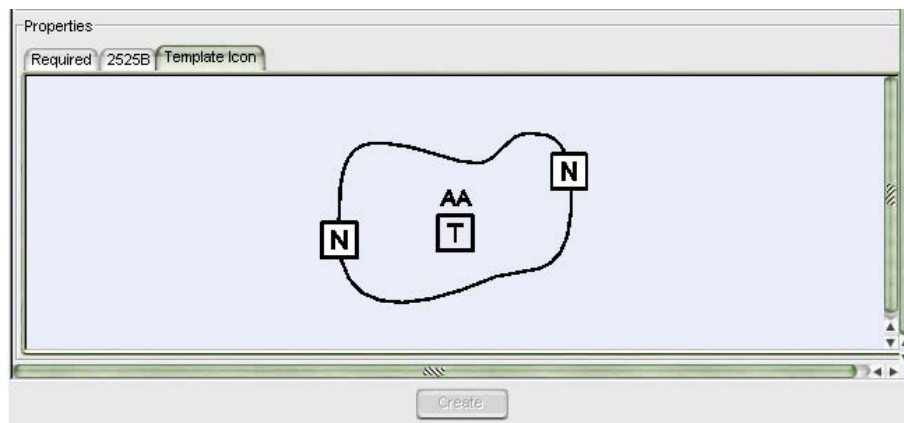 Properties
Required 2525B Template Icon
N
AA
N T
Create